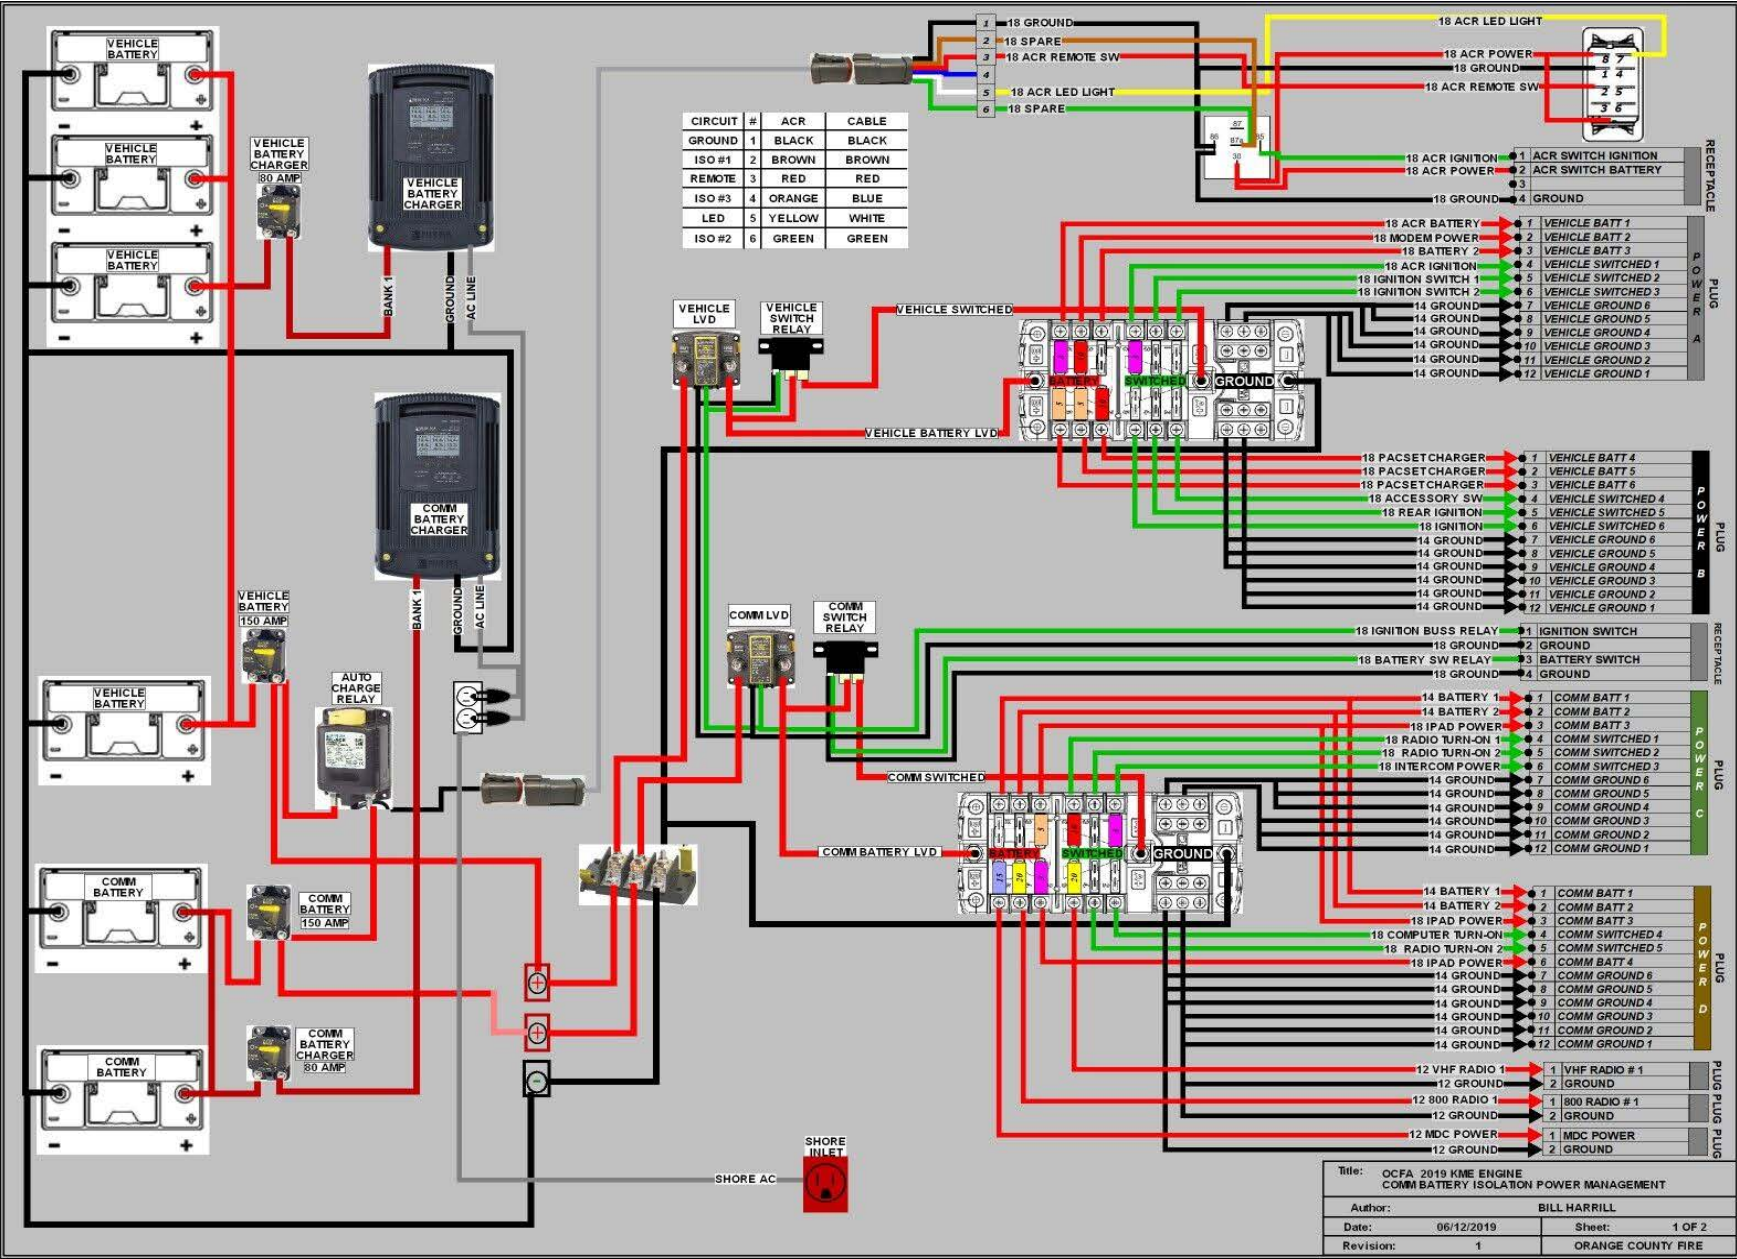 VEHICLE
BATTERY
VEHICLE
BATTERY
VEHICLE
BATTERY
VEHICLE
BATTERY
CHARGER
80 AMP
VEHICLE
BATTERY
CHARGER
BANK 1
GROUND
AC LINE
COMM
BATTERY
CHARGER
BANK 1
GROUND
AC LINE
VEHICLE
BATTERY
150 AMP
VEHICLE
BATTERY
AUTO
CHARGE
RELAY
COMM
BATTERY
COMM
BATTERY
150 AMP
COMM
BATTERY
CHARGER
80 AMP
COMM
BATTERY
SHORE AC
SHORE
INLET
1 18 GROUND
2 18 SPARE
3 18 ACR REMOTE SW
4
5 18 ACR LED LIGHT
6 18 SPARE
CIRCUIT # ACR CABLE
GROUND 1 BLACK BLACK
ISO #1 2 BROWN BROWN
REMOTE 3 RED RED
ISO #3 4 ORANGE BLUE
LED 5 YELLOW WHITE
ISO #2 6 GREEN GREEN
18 ACR LED LIGHT
18 ACR POWER
18 GROUND
18 ACR REMOTE SW
8 7
1 4
2 5
3 6
87
86 87a 85
30
18 ACR IGNITION 1 ACR SWITCH IGNITION
18 ACR POWER 2 ACR SWITCH BATTERY
3
18 GROUND 4 GROUND
RECEPTACLE
VEHICLE
LVD
VEHICLE
SWITCH
RELAY
VEHICLE SWITCHED
VEHICLE BATTERY LVD
BATTERY
SWITCHED
GROUND
18 ACR BATTERY 1 VEHICLE BATT 1
18 MODEM POWER 2 VEHICLE BATT 2
18 BATTERY 2 3 VEHICLE BATT 3
18 ACR IGNITION 4 VEHICLE SWITCHED 1
18 IGNITION SWITCH 1 5 VEHICLE SWITCHED 2
18 IGNITION SWITCH 2 6 VEHICLE SWITCHED 3
14 GROUND 7 VEHICLE GROUND 6
14 GROUND 8 VEHICLE GROUND 5
14 GROUND 9 VEHICLE GROUND 4
14 GROUND 10 VEHICLE GROUND 3
14 GROUND 11 VEHICLE GROUND 2
14 GROUND 12 VEHICLE GROUND 1
POWER A
PLUG
18 PACSET CHARGER 1 VEHICLE BATT 4
18 PACSET CHARGER 2 VEHICLE BATT 5
18 PACSET CHARGER 3 VEHICLE BATT 6
18 ACCESSORY SW 4 VEHICLE SWITCHED 4
18 REAR IGNITION 5 VEHICLE SWITCHED 5
18 IGNITION 6 VEHICLE SWITCHED 6
14 GROUND 7 VEHICLE GROUND 6
14 GROUND 8 VEHICLE GROUND 5
14 GROUND 9 VEHICLE GROUND 4
14 GROUND 10 VEHICLE GROUND 3
14 GROUND 11 VEHICLE GROUND 2
14 GROUND 12 VEHICLE GROUND 1
POWER B
PLUG
COMM LVD
COMM
SWITCH
RELAY
18 IGNITION BUSS RELAY 1 IGNITION SWITCH
18 GROUND 2 GROUND
18 BATTERY SW RELAY 3 BATTERY SWITCH
18 GROUND 4 GROUND
RECEPTACLE
COMM SWITCHED
COMM BATTERY LVD
BATTERY
SWITCHED
GROUND
14 BATTERY 1 1 COMM BATT 1
14 BATTERY 2 2 COMM BATT 2
18 IPAD POWER 3 COMM BATT 3
18 RADIO TURN-ON 1 4 COMM SWITCHED 1
18 RADIO TURN-ON 2 5 COMM SWITCHED 2
18 INTERCOM POWER 6 COMM SWITCHED 3
14 GROUND 7 COMM GROUND 6
14 GROUND 8 COMM GROUND 5
14 GROUND 9 COMM GROUND 4
14 GROUND 10 COMM GROUND 3
14 GROUND 11 COMM GROUND 2
14 GROUND 12 COMM GROUND 1
POWER C
PLUG
14 BATTERY 1 1 COMM BATT 1
14 BATTERY 2 2 COMM BATT 2
18 IPAD POWER 3 COMM BATT 3
18 COMPUTER TURN-ON 4 COMM SWITCHED 4
18 RADIO TURN-ON 2 5 COMM SWITCHED 5
18 IPAD POWER 6 COMM BATT 4
14 GROUND 7 COMM GROUND 6
14 GROUND 8 COMM GROUND 5
14 GROUND 9 COMM GROUND 4
14 GROUND 10 COMM GROUND 3
14 GROUND 11 COMM GROUND 2
14 GROUND 12 COMM GROUND 1
POWER D
PLUG
12 VHF RADIO 1 1 VHF RADIO # 1
12 GROUND 2 GROUND
PLUG
12 800 RADIO 1 1 800 RADIO # 1
12 GROUND 2 GROUND
PLUG
12 MDC POWER 1 MDC POWER
12 GROUND 2 GROUND
PLUG
Title: OCFA 2019 KME ENGINE
COMM BATTERY ISOLATION POWER MANAGEMENT
Author: BILL HARRILL
Date: 06/12/2019 Sheet: 1 OF 2
Revision: 1 ORANGE COUNTY FIRE